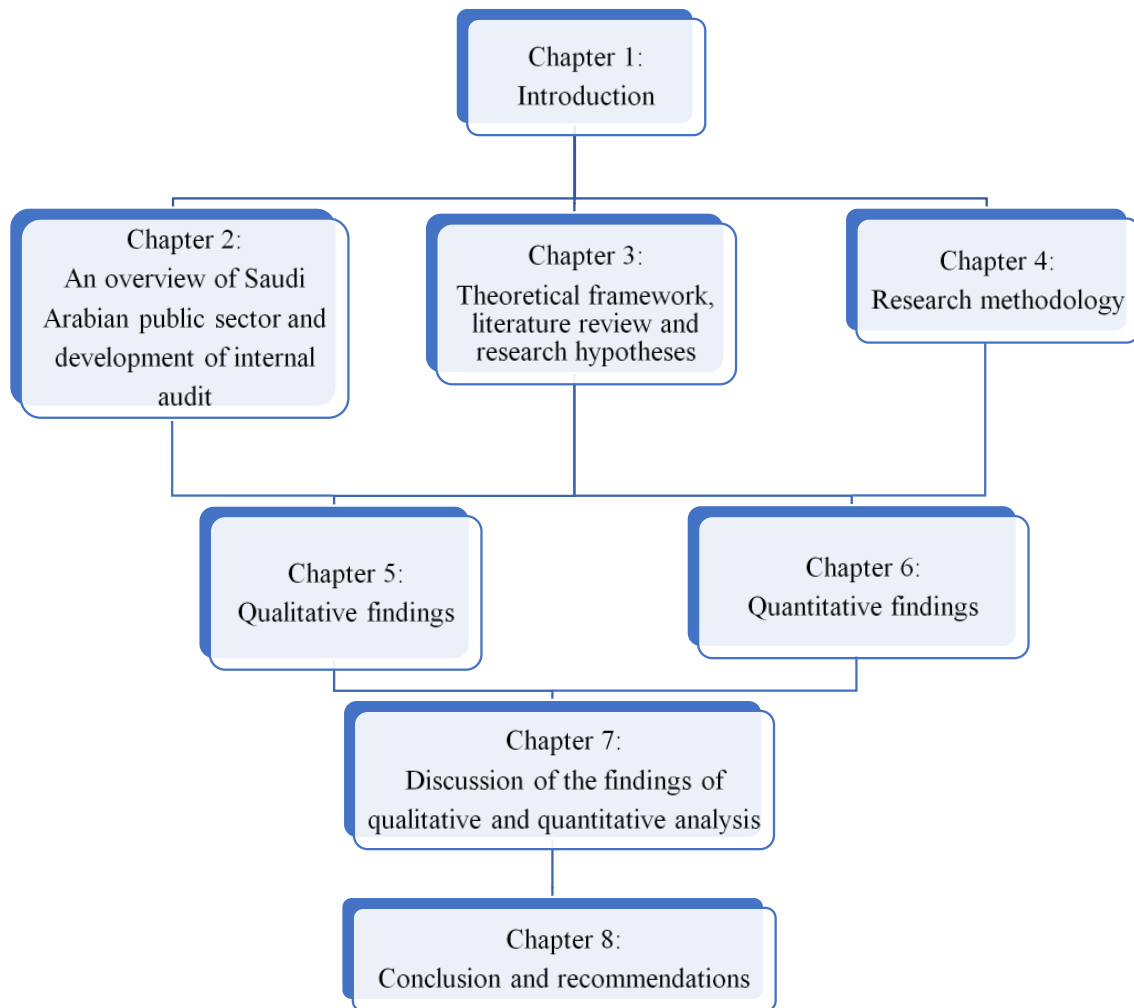 Chapter 1:
Introduction
Chapter 2:
An overview of Saudi
Arabian public sector and
development of internal
audit
Chapter 3:
Theoretical framework,
literature review and
research hypotheses
Chapter 4:
Research methodology
Chapter 5:
Qualitative findings
Chapter 6:
Quantitative findings
Chapter 7:
Discussion of the findings of
qualitative and quantitative analysis
Chapter 8:
Conclusion and recommendations